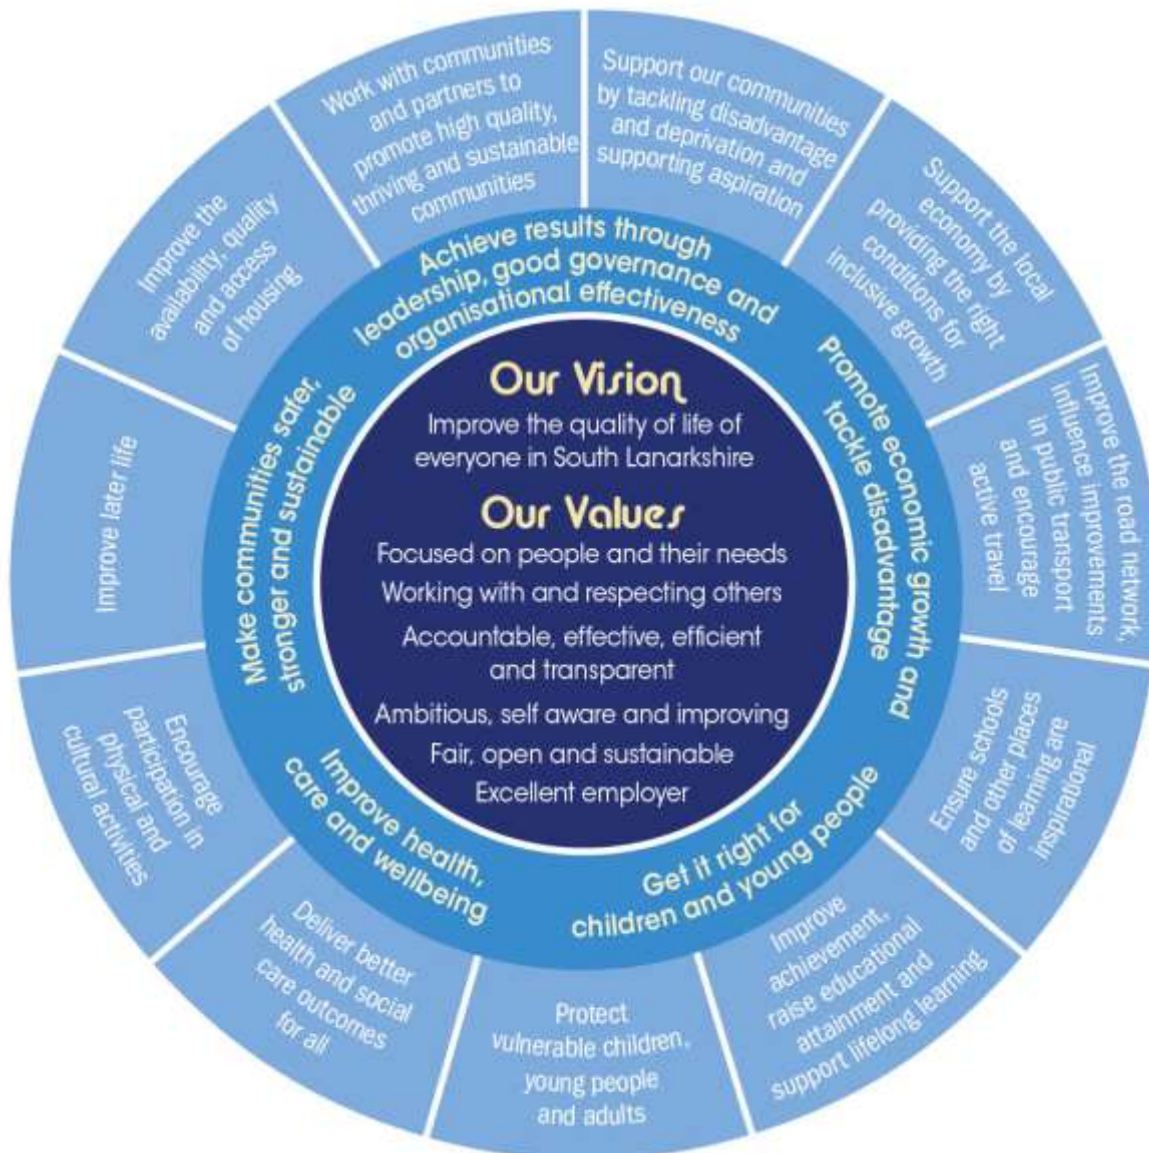 Our Vision
Improve the quality of life of
everyone in South Lanarkshire
Our Values
Focused on people and their needs
Working with and respecting others
Accountable, effective, efficient
and transparent
Ambitious, self aware and improving
Fair, open and sustainable
Excellent employer
Achieve results through
leadership, good governance and
organisational effectiveness
Promote economic growth and
tackle disadvantage
Get it right for
children and young people
Improve health,
care and wellbeing
Make communities safer,
stronger and sustainable
Support our communities
by tackling disadvantage
and deprivation and
supporting aspiration
Support the local
economy by
providing the right
conditions for
inclusive growth
Improve the road network,
influence improvements
in public transport
and encourage
active travel
Ensure schools
and other places
of learning are
inspirational
Improve
achievement,
raise educational
attainment and
support lifelong learning
Protect
vulnerable children,
young people
and adults
Deliver better
health and social
care outcomes
for all
Encourage
participation in
physical and
cultural activities
Improve later life
Improve the
availability, quality
and access
of housing
Work with communities
and partners to
promote high quality,
thriving and sustainable
communities